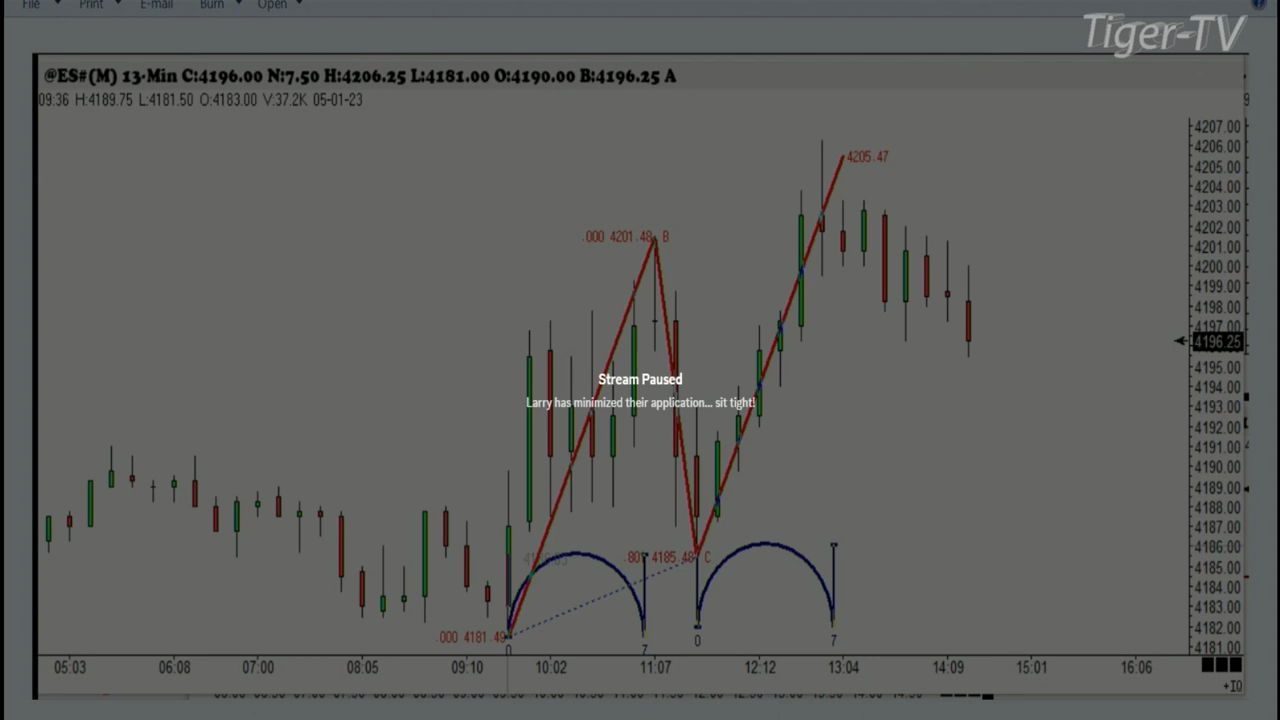 File Print E-mail Burn Open
Tiger-TV
@ES#(M) 13-Min C:4196.00 N:7.50 H:4206.25 L:4181.00 O:4190.00 B:4196.25 A
09:36 H:4189.75 L:4181.50 O:4183.00 V:37.2K 05-01-23
4207.00
4206.00
4205.00
4204.00
4203.00
4202.00
4201.00
4200.00
4199.00
4198.00
4197.00
4196.25
4195.00
4194.00
4193.00
4192.00
4191.00
4190.00
4189.00
4188.00
4187.00
4186.00
4185.00
4184.00
4183.00
4182.00
4181.00
4205.47
.000 4201.48 B
Stream Paused
Larry has minimized their application... sit tight!
.801 4185.48 C
.000 4181.49
0 7 0 7
05:03 06:08 07:00 08:05 09:10 10:02 11:07 12:12 13:04 14:09 15:01 16:06
+IQ